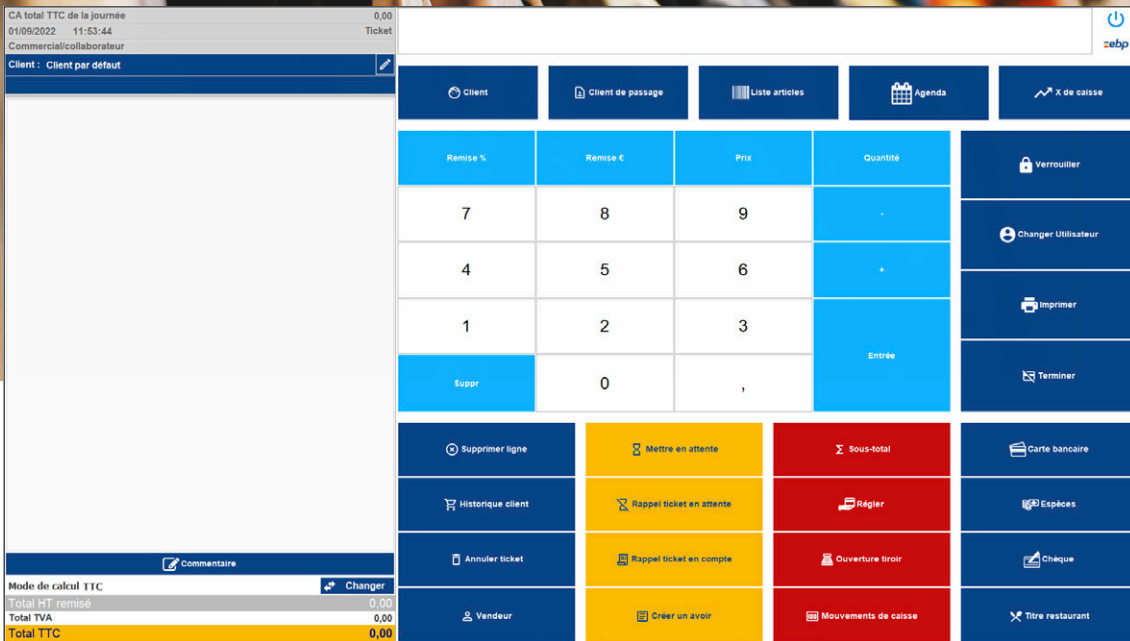 CA total TTC de la journée 0,00
01/09/2022 11:53:44 Ticket
Commercial/collaborateur
Client : Client par défaut
ebp
Client
Client de passage
Liste articles
Agenda
X de caisse
Remise %
Remise €
Prix
Quantité
Verrouiller
7
8
9
-
Changer Utilisateur
4
5
6
+
Imprimer
1
2
3
Entrée
Terminer
Suppr
0
,
Supprimer ligne
Mettre en attente
Sous-total
Carte bancaire
Historique client
Rappel ticket en attente
Régler
Espèces
Annuler ticket
Rappel ticket en compte
Ouverture tiroir
Chèque
Vendeur
Créer un avoir
Mouvements de caisse
Titre restaurant
Commentaire
Mode de calcul TTC
Changer
Total HT remisé 0,00
Total TVA 0,00
Total TTC 0,00